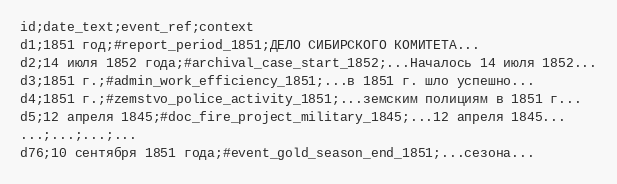 id;date_text;event_ref;context
d1;1851 год;#report_period_1851;ДЕЛО СИБИРСКОГО КОМИТЕТА...
d2;14 июля 1852 года;#archival_case_start_1852;...Началось 14 июля 1852...
d3;1851 г.;#admin_work_efficiency_1851;...в 1851 г. шло успешно...
d4;1851 г.;#zemstvo_police_activity_1851;...земским полициям в 1851 г...
d5;12 апреля 1845;#doc_fire_project_military_1845;...12 апреля 1845...
...;...;...;...
d76;10 сентября 1851 года;#event_gold_season_end_1851;...сезона...